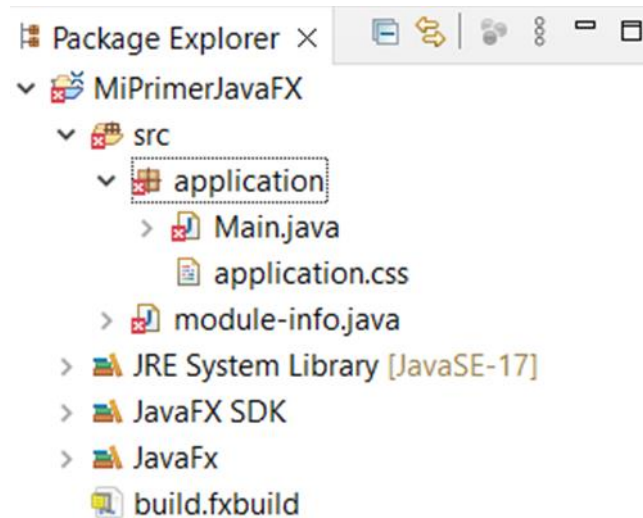 Package Explorer
MiPrimerJavaFX
src
application
Main.java
application.css
module-info.java
JRE System Library [JavaSE-17]
JavaFX SDK
JavaFx
build.fxbuild